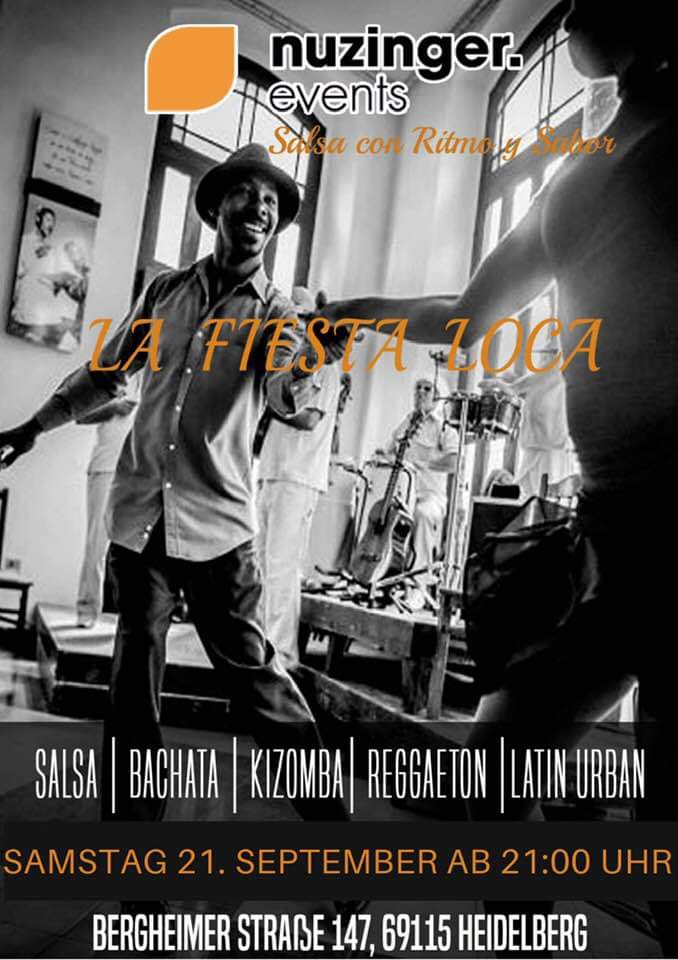 nuzinger.
events
Salsa con Ritmo y Sabor
LA FIESTA LOCA
SALSA | BACHATA | KIZOMBA | REGGAETON | LATIN URBAN
SAMSTAG 21. SEPTEMBER AB 21:00 UHR
BERGHEIMER STRAßE 147, 69115 HEIDELBERG